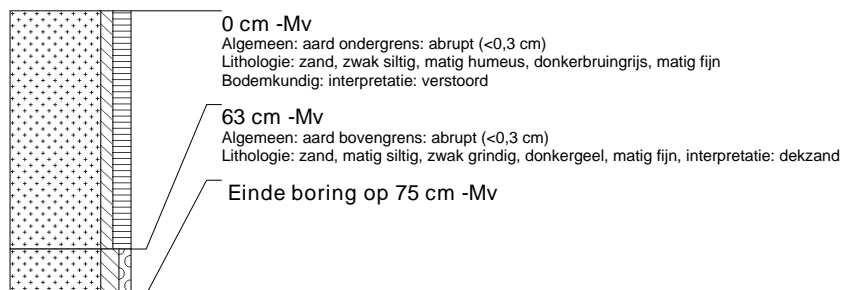 0 cm -Mv
Algemeen: aard ondergrens: abrupt (<0,3 cm)
Lithologie: zand, zwak siltig, matig humeus, donkerbruingrijs, matig fijn
Bodemkundig: interpretatie: verstoord
63 cm -Mv
Algemeen: aard bovengrens: abrupt (<0,3 cm)
Lithologie: zand, matig siltig, zwak grindig, donkergeel, matig fijn, interpretatie: dekzand
Einde boring op 75 cm -Mv